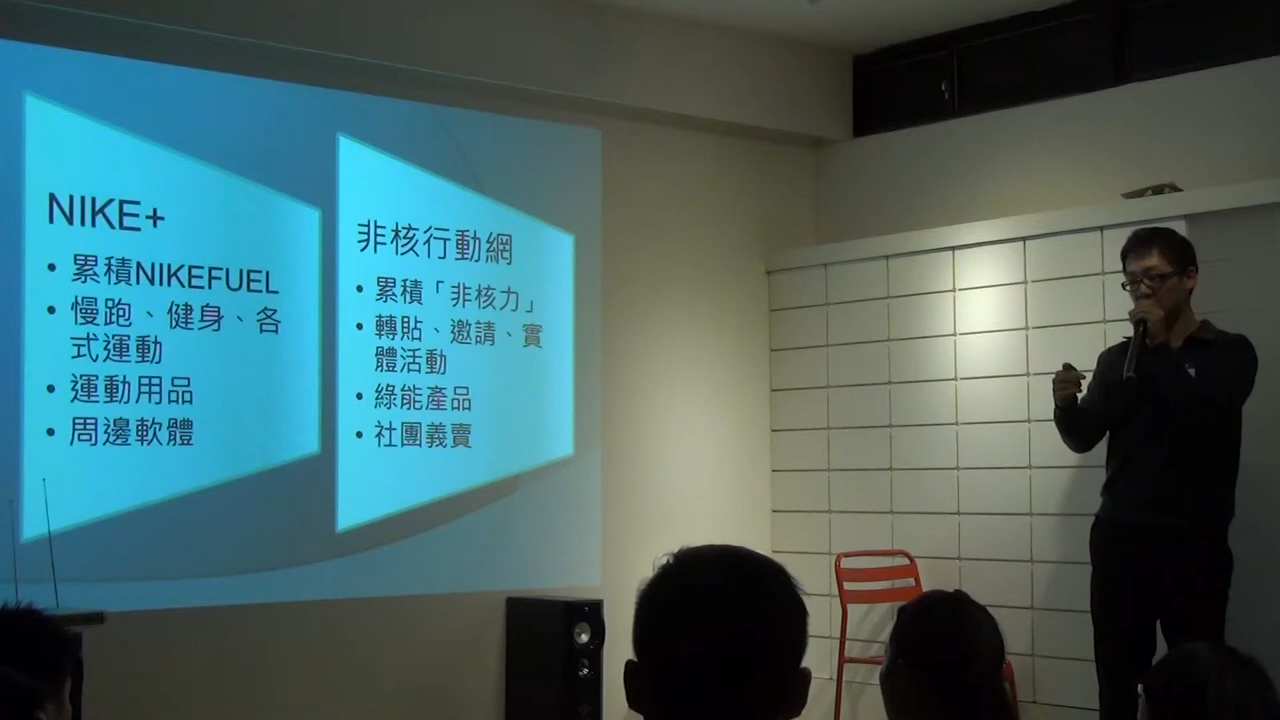 NIKE+
• 累積NIKEFUEL
• 慢跑、健身、各
式運動
• 運動用品
• 周邊軟體
非核行動網
• 累積「非核力」
• 轉貼、邀請、實
體活動
• 綠能產品
• 社團義賣